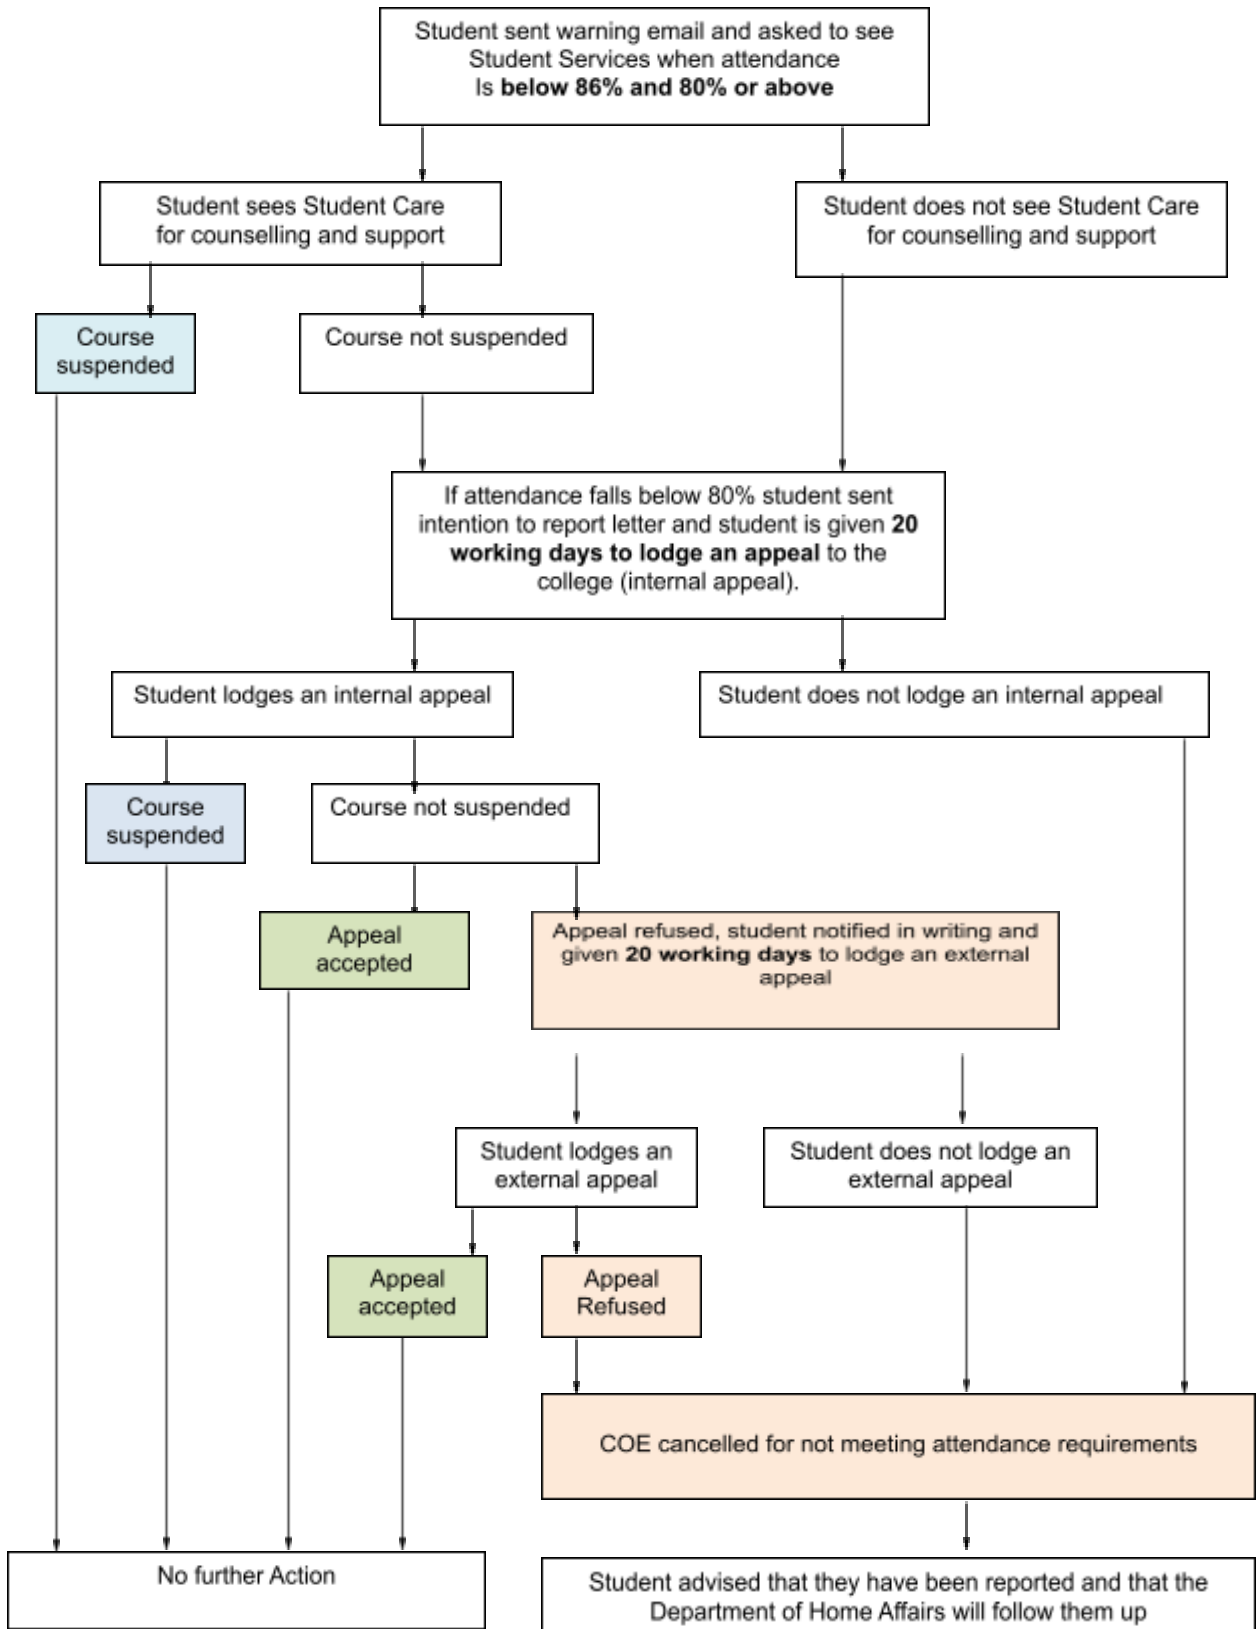 Student sent warning email and asked to see
Student Services when attendance
Is below 86% and 80% or above
Student sees Student Care
for counselling and support
Student does not see Student Care
for counselling and support
Course
suspended
Course not suspended
If attendance falls below 80% student sent
intention to report letter and student is given 20
working days to lodge an appeal to the
college (internal appeal).
Student lodges an internal appeal
Student does not lodge an internal appeal
Course
suspended
Course not suspended
Appeal
accepted
Appeal refused, student notified in writing and
given 20 working days to lodge an external
appeal
Student lodges an
external appeal
Student does not lodge an
external appeal
Appeal
accepted
Appeal
Refused
COE cancelled for not meeting attendance requirements
No further Action
Student advised that they have been reported and that the
Department of Home Affairs will follow them up